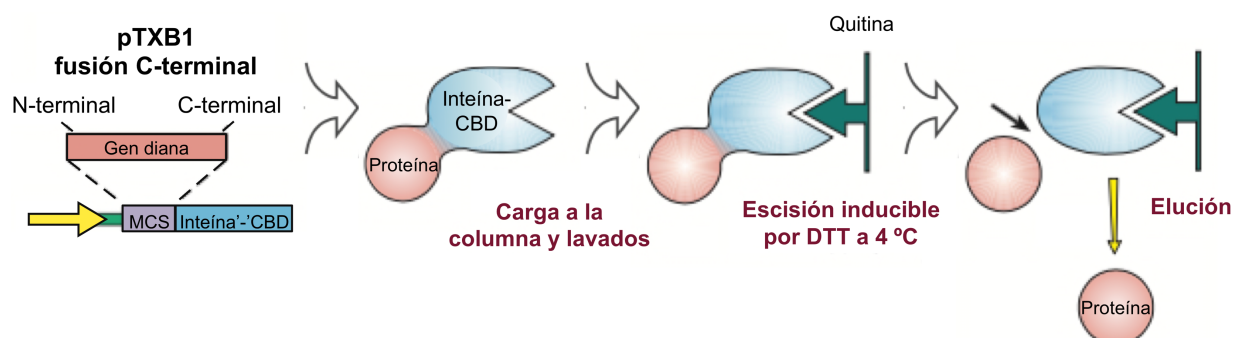 pTXB1
fusión C-terminal
N-terminal
C-terminal
Gen diana
MCS
Inteína'-'CBD
Inteína-
CBD
Proteína
Carga a la
columna y lavados
Quitina
Escisión inducible
por DTT a 4 ºC
Elución
Proteína